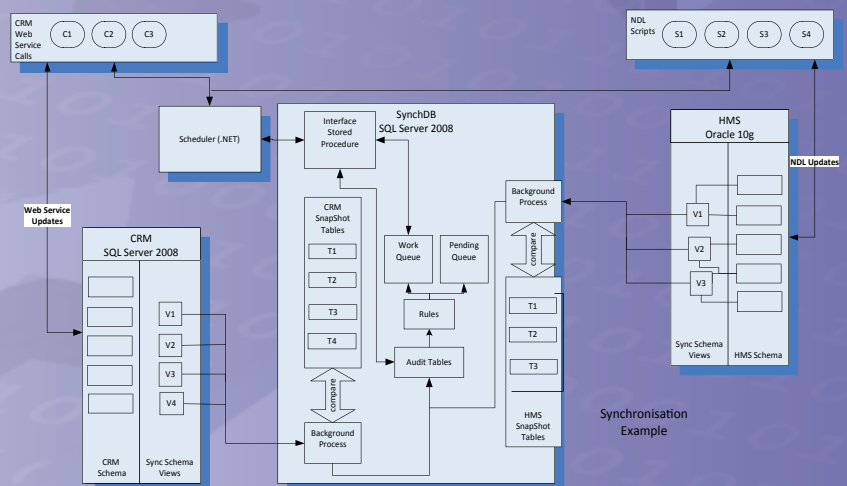 CRM
Web
Service
Calls
C1
C2
C3
NDL
Scripts
S1
S2
S3
S4
Scheduler (.NET)
SynchDB
SQL Server 2008
Interface
Stored
Procedure
CRM
SnapShot
Tables
T1
T2
T3
T4
compare
Background
Process
Work
Queue
Pending
Queue
Rules
Audit Tables
Background
Process
compare
T1
T2
T3
HMS
SnapShot
Tables
HMS
Oracle 10g
V1
V2
V3
Sync Schema
Views
HMS Schema
NDL Updates
Web Service
Updates
CRM
SQL Server 2008
V1
V2
V3
V4
CRM
Schema
Sync Schema
Views
Synchronisation
Example